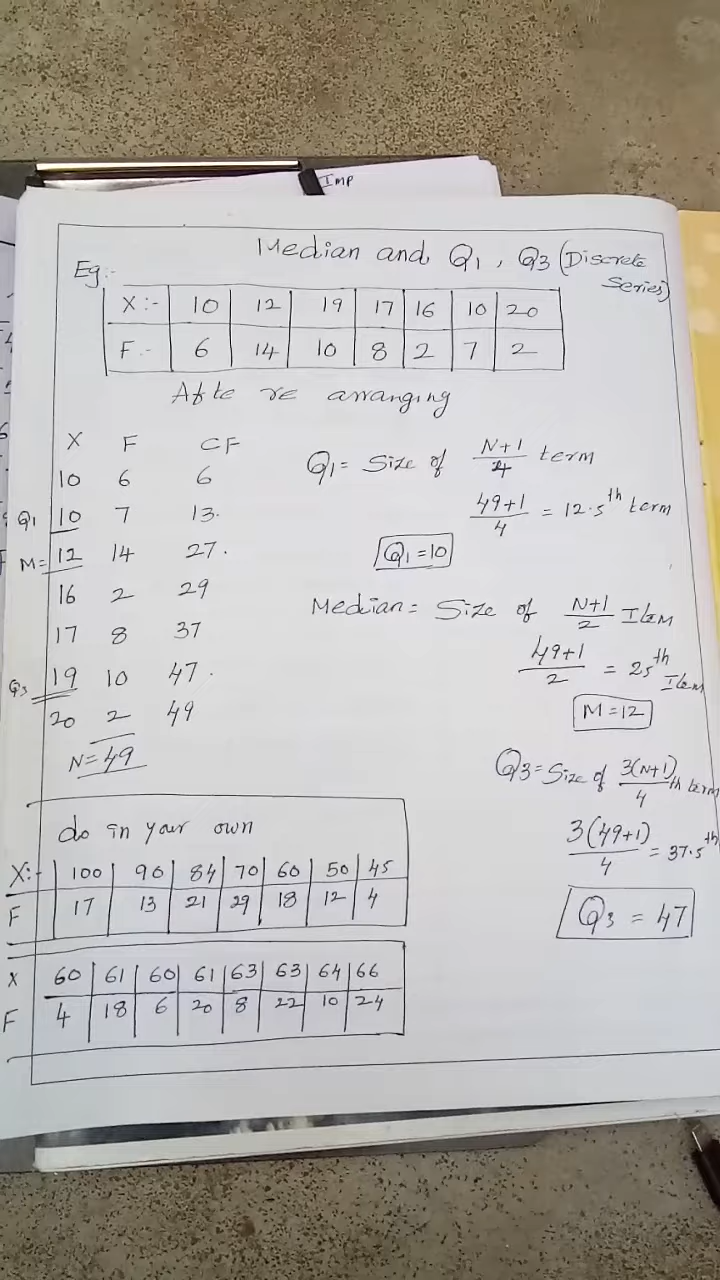 IMP
Median and Q1, Q3 (Discrete Series)
Eg:-
X:- 10 12 19 17 16 10 20
F:- 6 14 10 8 2 7 2
Afte re arranging
X F CF
10 6 6
Q1 10 7 13.
M= 12 14 27.
16 2 29
17 8 37
Q3 19 10 47.
20 2 49
N=49
Q1= Size of N+1/4 term
49+1/4 = 12.5th term
Q1=10
Median= Size of N+1/2 Item
49+1/2 = 25th Item
M=12
Q3=Size of 3(N+1)/4 th term
3(49+1)/4 = 37.5th
Q3 = 47
do in your own
X:- 100 90 84 70 60 50 45
F 17 13 21 29 18 12 4
X 60 61 60 61 63 63 64 66
F 4 18 6 20 8 22 10 24